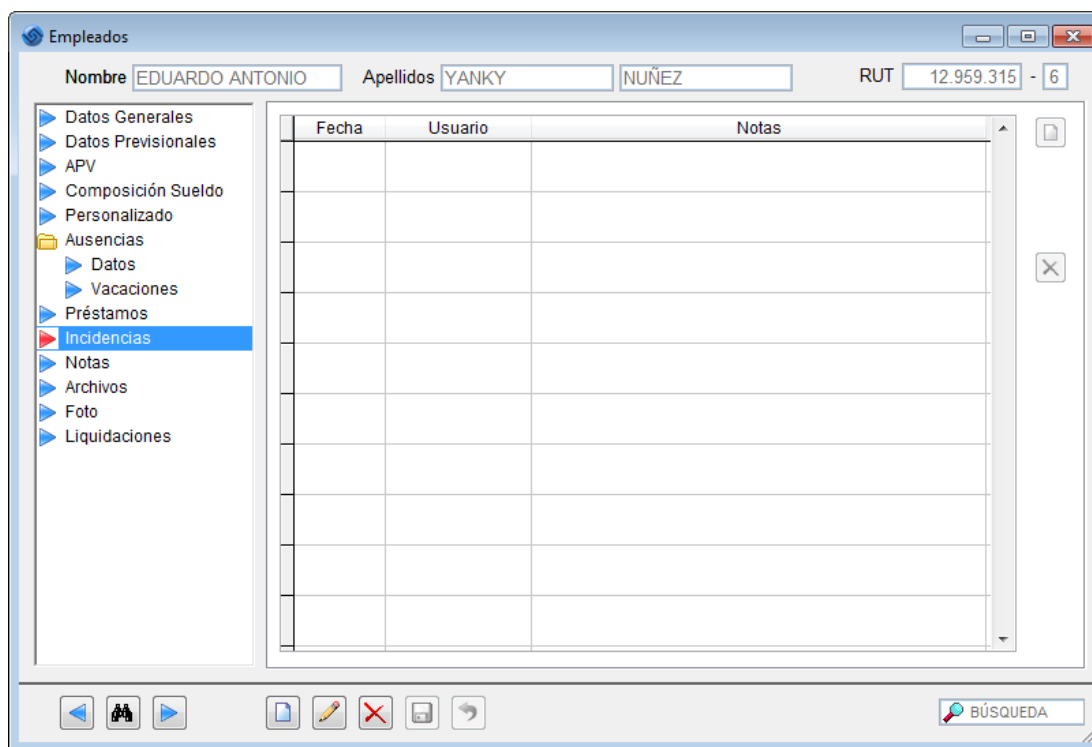 Empleados
Nombre EDUARDO ANTONIO Apellidos YANKY NUÑEZ RUT 12.959.315 - 6
Datos Generales
Datos Previsionales
APV
Composición Sueldo
Personalizado
Ausencias
Datos
Vacaciones
Préstamos
Incidencias
Notas
Archivos
Foto
Liquidaciones
Fecha Usuario Notas
BÚSQUEDA